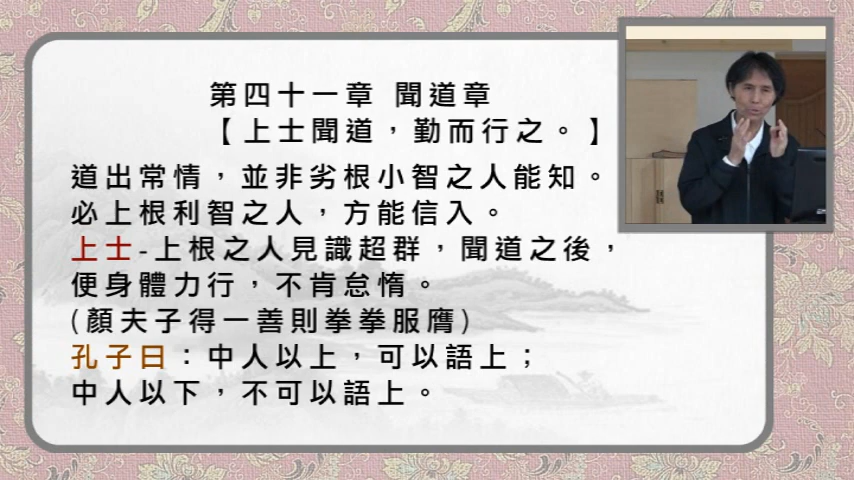 第四十一章 聞道章
【上士聞道，勤而行之。】
道出常情，並非劣根小智之人能知。
必上根利智之人，方能信入。
上士-上根之人見識超群，聞道之後，
便身體力行，不肯怠惰。
(顏夫子得一善則拳拳服膺)
孔子曰：中人以上，可以語上；
中人以下，不可以語上。